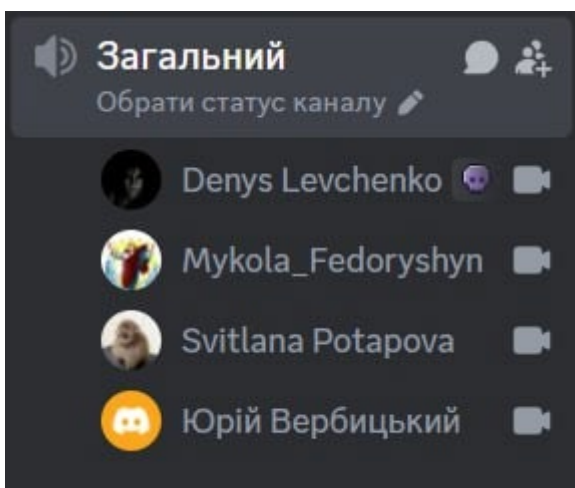 Загальний
Обрати статус каналу
Denys Levchenko
Mykola_Fedoryshyn
Svitlana Potapova
Юрій Вербицький